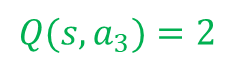 Q(s, a₃) = 2